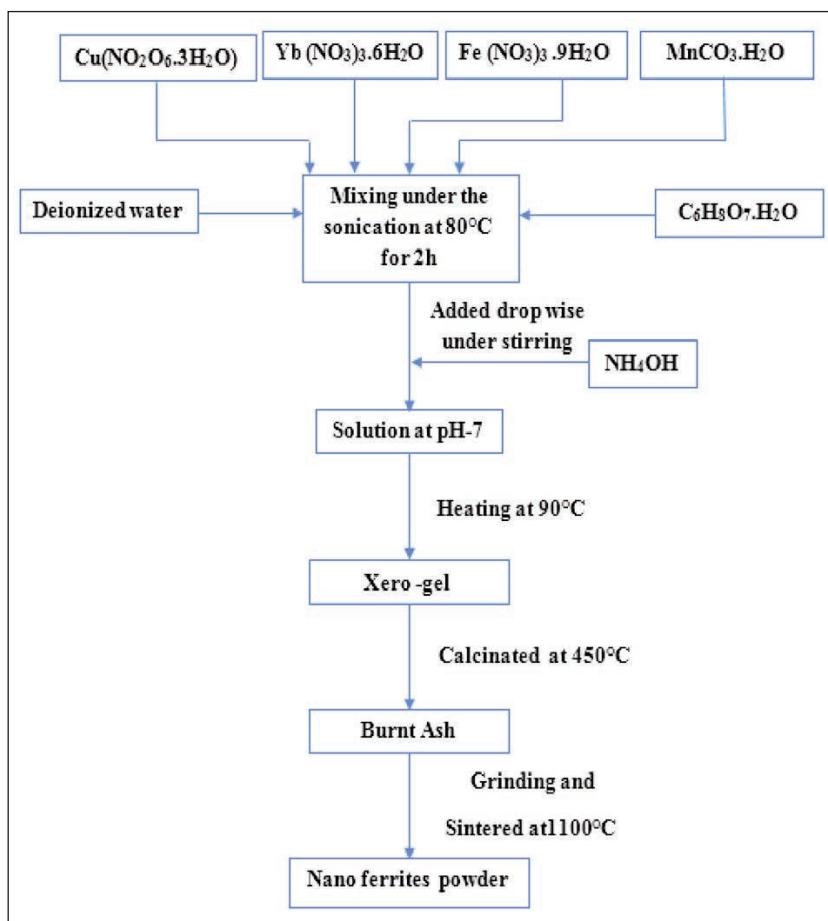 Cu(NO₂O₆.3H₂O)
Yb (NO₃)₃.6H₂O
Fe (NO₃)₃ .9H₂O
MnCO₃.H₂O
Deionized water
Mixing under the
sonication at 80°C
for 2h
C₆H₈O₇.H₂O
Added drop wise
under stirring
NH₄OH
Solution at pH-7
Heating at 90°C
Xero -gel
Calcinated at 450°C
Burnt Ash
Grinding and
Sintered at1100°C
Nano ferrites powder